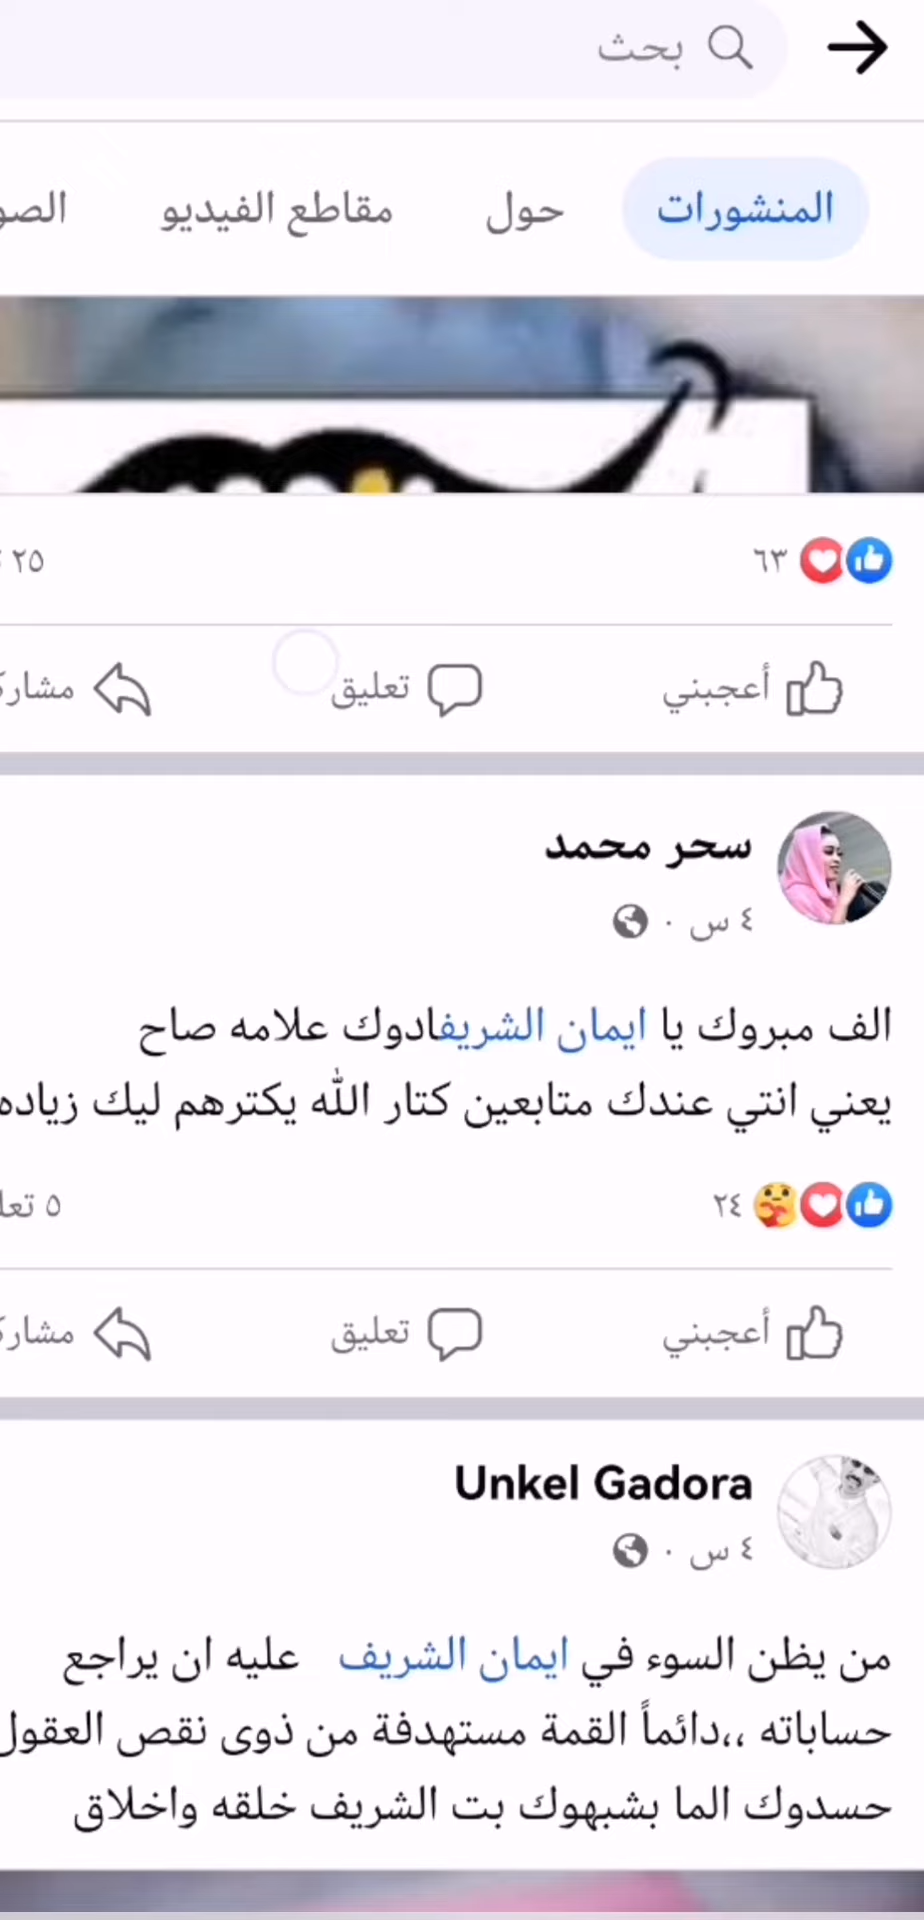 بحث
المنشورات
حول
مقاطع الفيديو
٦٣
٢٥
أعجبني
تعليق
سحر محمد
٤ س ·
الف مبروك يا ايمان الشريفادوك علامه صاح
يعني انتي عندك متابعين كتار الله يكترهم ليك زياده
٢٤
٥
أعجبني
تعليق
Unkel Gadora
٤ س ·
من يظن السوء في ايمان الشريف عليه ان يراجع
حساباته ،،دائماً القمة مستهدفة من ذوى نقص العقول
حسدوك الما بشبهوك بت الشريف خلقه واخلاق